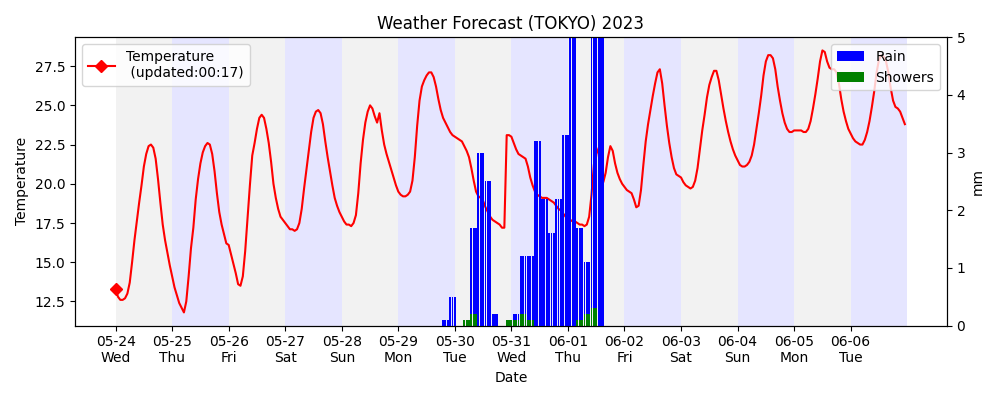 Weather Forecast (TOKYO) 2023
Temperature
(updated:00:17)
Rain
Showers
27.5
25.0
22.5
20.0
17.5
15.0
12.5
Temperature
5
4
3
2
1
0
mm
05-24 05-25 05-26 05-27 05-28 05-29 05-30 05-31 06-01 06-02 06-03 06-04 06-05 06-06
Wed Thu Fri Sat Sun Mon Tue Wed Thu Fri Sat Sun Mon Tue
Date